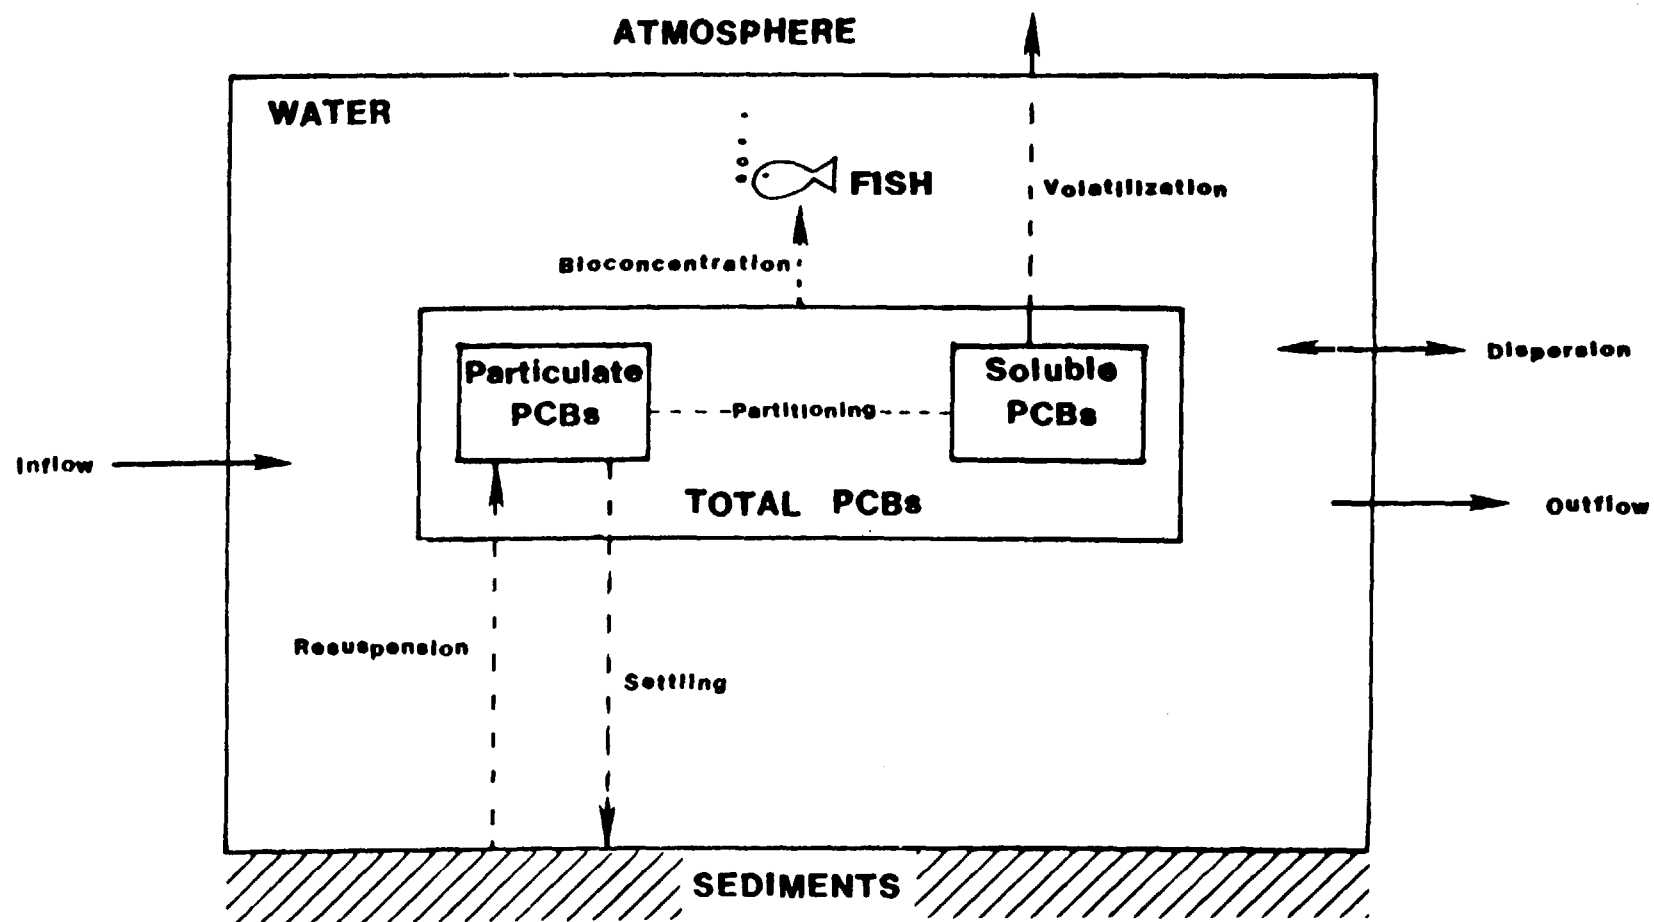 ATMOSPHERE
WATER
FISH
Volatilization
Bioconcentration
Dispersion
Particulate
PCBs
Partitioning
Soluble
PCBs
Inflow
TOTAL PCBs
Outflow
Resuspension
Settling
SEDIMENTS